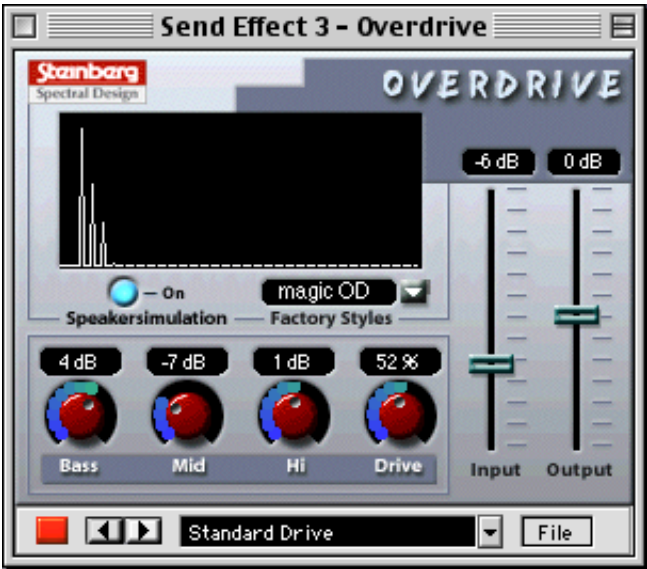 Send Effect 3 - Overdrive
Steinberg
Spectral Design
OVERDRIVE
-6 dB 0 dB
On
magic OD
Speakersimulation
Factory Styles
4 dB -7 dB 1 dB 52 %
Bass Mid Hi Drive
Input Output
Standard Drive
File